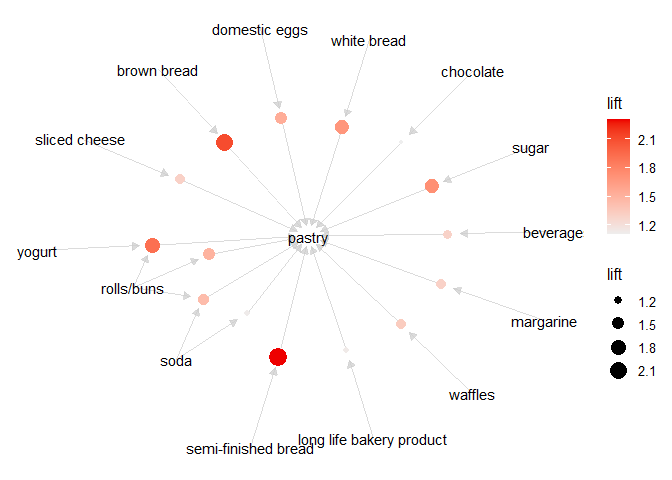 domestic eggs
white bread
brown bread
chocolate
lift
sliced cheese
sugar
2.1
1.8
1.5
1.2
pastry
beverage
yogurt
rolls/buns
lift
1.2
margarine
1.5
1.8
soda
2.1
waffles
long life bakery product
semi-finished bread